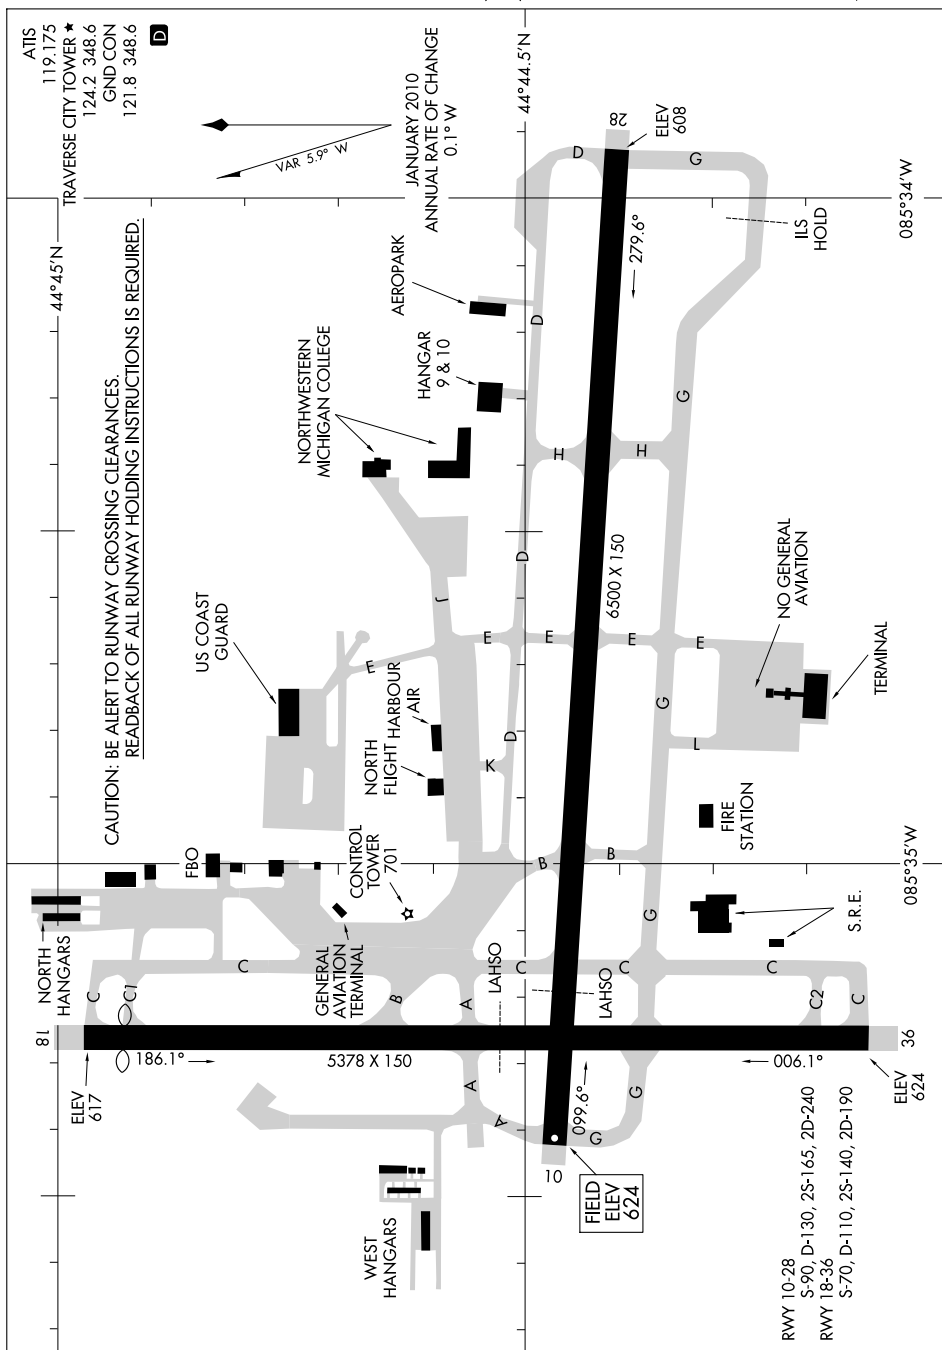 ATIS
119.175
TRAVERSE CITY TOWER ★
124.2 348.6
GND CON
121.8 348.6
D
VAR 5.9° W
JANUARY 2010
ANNUAL RATE OF CHANGE
0.1° W
44°45'N
44°44.5'N
CAUTION: BE ALERT TO RUNWAY CROSSING CLEARANCES.
READBACK OF ALL RUNWAY HOLDING INSTRUCTIONS IS REQUIRED.
28
ELEV
608
D
G
085°34'W
279.6°
ILS
HOLD
AEROPARK
D
HANGAR
9 & 10
NORTHWESTERN
MICHIGAN COLLEGE
G
H
H
D
6500 X 150
J
NO GENERAL
AVIATION
US COAST
GUARD
E
E
E
E
E
TERMINAL
HARBOUR
AIR
NORTH
FLIGHT
K
D
G
L
FIRE
STATION
FBO
CONTROL
TOWER
701
B
B
085°35'W
GENERAL
AVIATION
TERMINAL
G
S.R.E.
NORTH
HANGARS
C
C
C
C
C
C1
B
A
LAHSO
LAHSO
C2
C
18
186.1°
5378 X 150
006.1°
36
ELEV
617
ELEV
624
A
A
099.6°
G
G
10
FIELD
ELEV
624
WEST
HANGARS
RWY 10-28
S-90, D-130, 2S-165, 2D-240
RWY 18-36
S-70, D-110, 2S-140, 2D-190